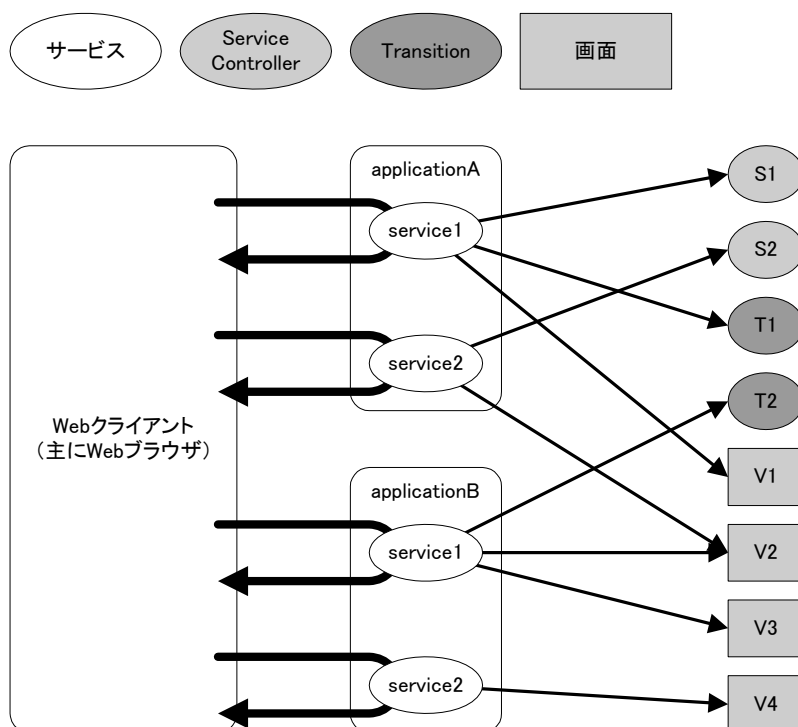 サービス
Service
Controller
Transition
画面
applicationA
service1
service2
Webクライアント
（主にWebブラウザ）
applicationB
service1
service2
S1
S2
T1
T2
V1
V2
V3
V4